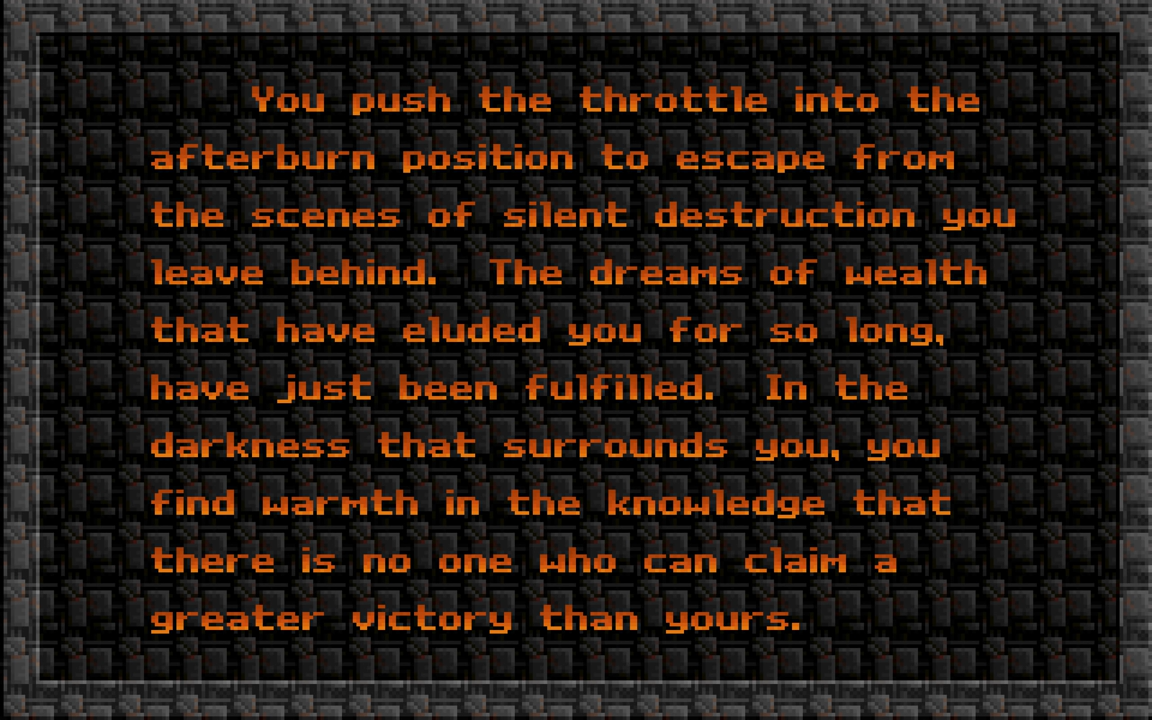 You push the throttle into the
afterburn position to escape from
the scenes of silent destruction you
leave behind.  The dreams of wealth
that have eluded you for so long,
have just been fulfilled.  In the
darkness that surrounds you, you
find warmth in the knowledge that
there is no one who can claim a
greater victory than yours.